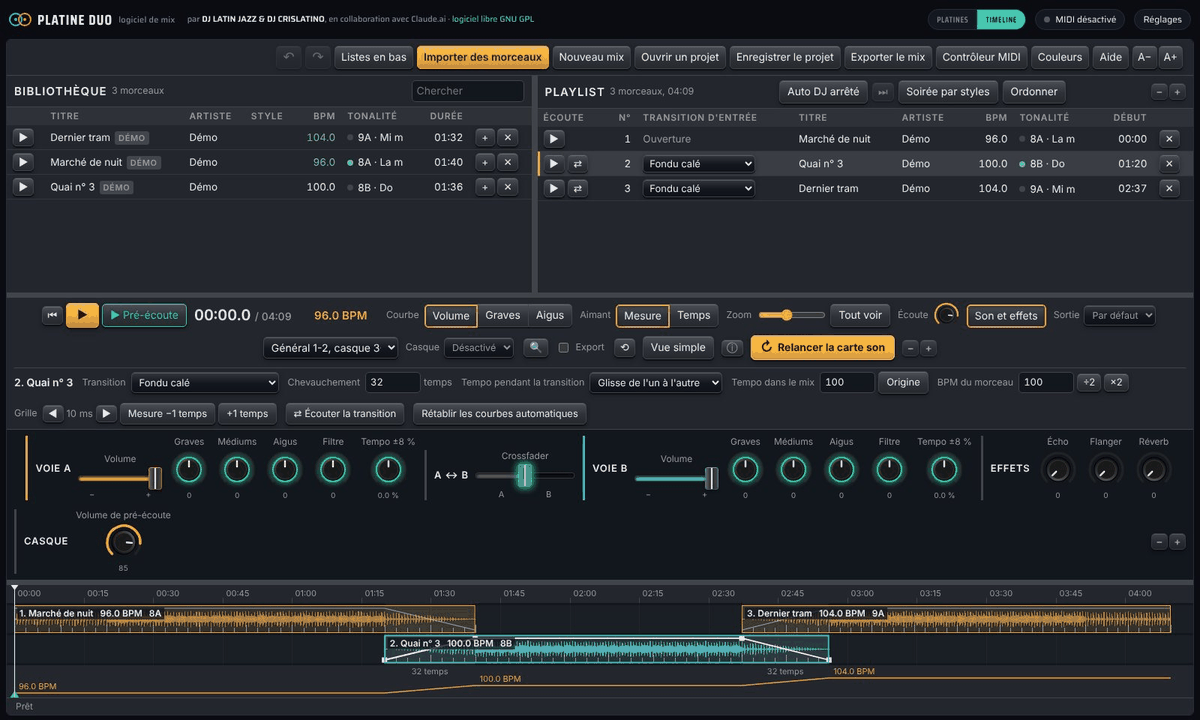 PLATINE DUO logiciel de mix par DJ LATIN JAZZ & DJ CRISLATINO, en collaboration avec Claude.ai · logiciel libre GNU GPL PLATINES TIMELINE MIDI désactivé Réglages
Listes en bas Importer des morceaux Nouveau mix Ouvrir un projet Enregistrer le projet Exporter le mix Contrôleur MIDI Couleurs Aide A− A+
BIBLIOTHÈQUE 3 morceaux Chercher
TITRE ARTISTE STYLE BPM TONALITÉ DURÉE
Dernier tram DÉMO Démo 104.0 9A · Mi m 01:32 + ×
Marché de nuit DÉMO Démo 96.0 8A · La m 01:40 + ×
Quai n° 3 DÉMO Démo 100.0 8B · Do 01:36 + ×
PLAYLIST 3 morceaux, 04:09 Auto DJ arrêté Soirée par styles Ordonner − +
ÉCOUTE N° TRANSITION D'ENTRÉE TITRE ARTISTE BPM TONALITÉ DÉBUT
1 Ouverture Marché de nuit Démo 96.0 8A · La m 00:00 ×
2 Fondu calé Quai n° 3 Démo 100.0 8B · Do 01:20 ×
3 Fondu calé Dernier tram Démo 104.0 9A · Mi m 02:37 ×
Pré-écoute 00:00.0 / 04:09 96.0 BPM Courbe Volume Graves Aigus Aimant Mesure Temps Zoom Tout voir Écoute Son et effets Sortie Par défaut
Général 1-2, casque 3 Casque Désactivé Export Vue simple Relancer la carte son − +
2. Quai n° 3 Transition Fondu calé Chevauchement 32 temps Tempo pendant la transition Glisse de l'un à l'autre Tempo dans le mix 100 Origine BPM du morceau 100 ÷2 ×2
Grille 10 ms Mesure −1 temps +1 temps ⇄ Écouter la transition Rétablir les courbes automatiques
VOIE A Volume − + Graves 0 Médiums 0 Aigus 0 Filtre 0 Tempo ±8 % 0.0 %
A ↔ B Crossfader A B
VOIE B Volume − + Graves 0 Médiums 0 Aigus 0 Filtre 0 Tempo ±8 % 0.0 %
EFFETS Écho 0 Flanger 0 Réverb 0
CASQUE Volume de pré-écoute 85 − +
00:00 00:15 00:30 00:45 01:00 01:15 01:30 01:45 02:00 02:15 02:30 02:45 03:00 03:15 03:30 03:45 04:00
1. Marché de nuit 96.0 BPM 8A
3. Dernier tram 104.0 BPM 9A
2. Quai n° 3 100.0 BPM 8B
32 temps 32 temps
96.0 BPM 100.0 BPM 104.0 BPM
Prêt